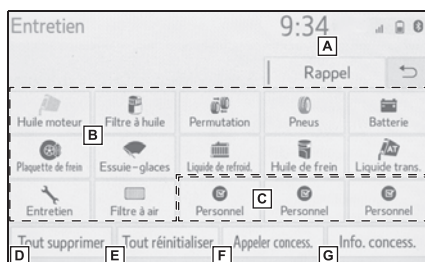 Entretien 9:34
A
Rappel
Huile moteur Filtre à huile Permutation Pneus Batterie
B
AT
Plaquette de frein Essuie-glaces Liquide de refroid. Huile de frein Liquide trans.
C
Entretien Filtre à air Personnel Personnel Personnel
Tout supprimer Tout réinitialiser Appeler concess. Info. concess.
D E F G